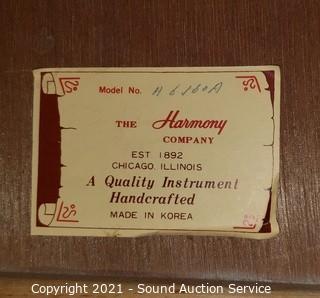 Model No. H6160A
THE Harmony
COMPANY
EST 1892
CHICAGO, ILLINOIS
A Quality Instrument
Handcrafted
MADE IN KOREA
Copyright 2021 - Sound Auction Service